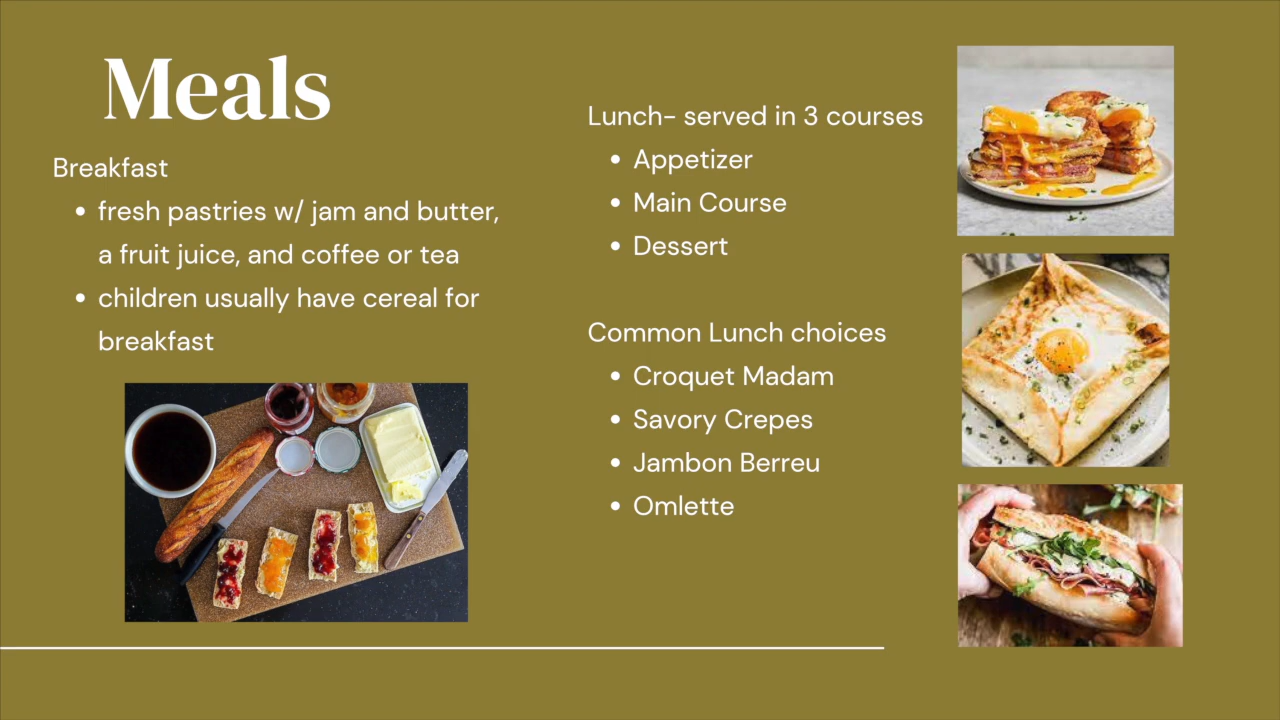 Meals
Breakfast
• fresh pastries w/ jam and butter,
a fruit juice, and coffee or tea
• children usually have cereal for
breakfast
Lunch- served in 3 courses
• Appetizer
• Main Course
• Dessert
Common Lunch choices
• Croquet Madam
• Savory Crepes
• Jambon Berreu
• Omlette